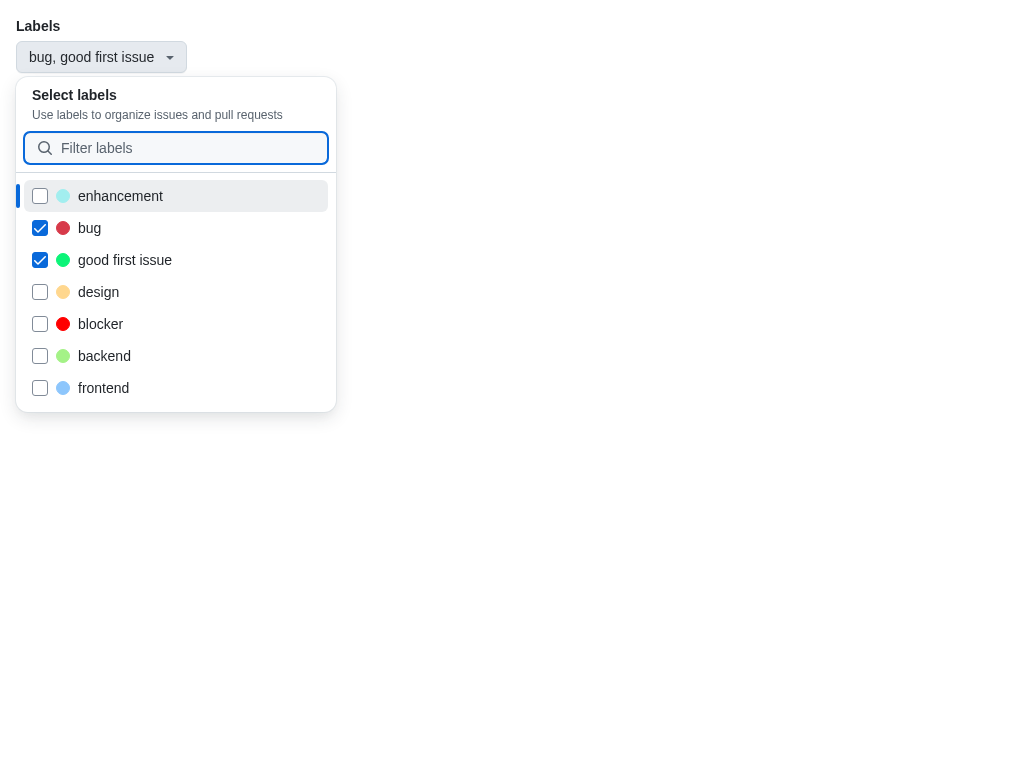 Labels
bug, good first issue
Select labels
Use labels to organize issues and pull requests
Filter labels
enhancement
bug
good first issue
design
blocker
backend
frontend